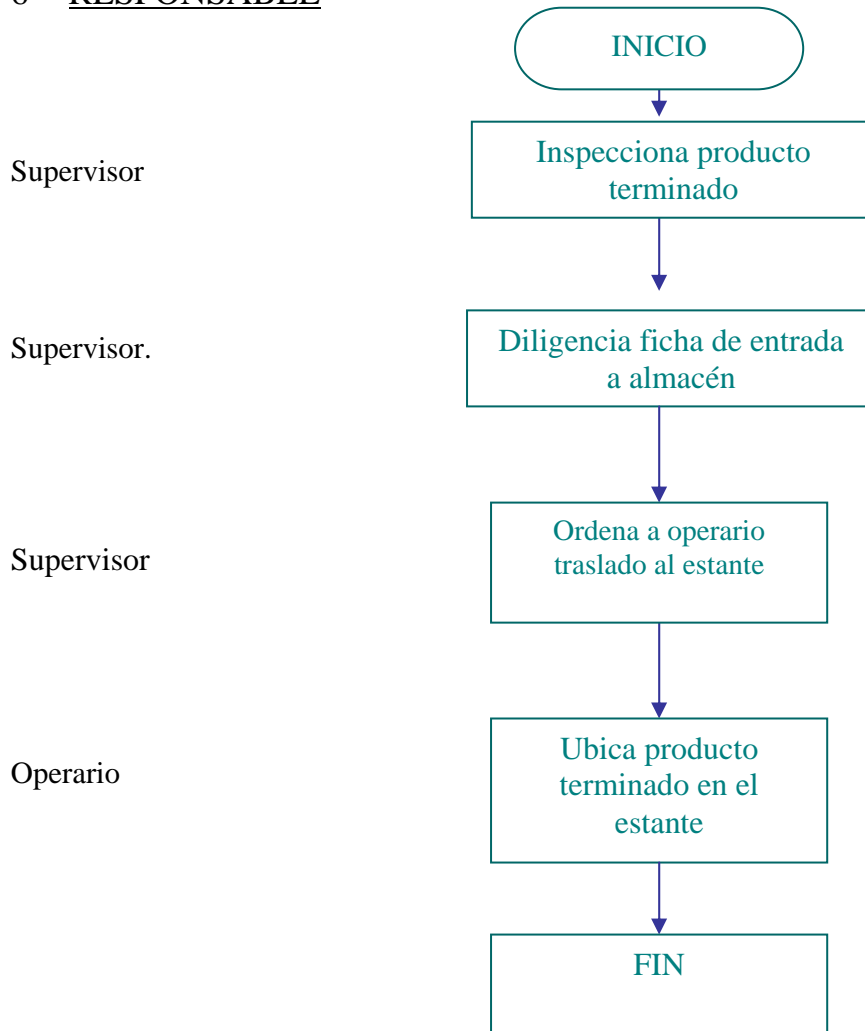 RESPONSABLE
INICIO
Supervisor
Inspecciona producto
terminado
Supervisor.
Diligencia ficha de entrada
a almacén
Supervisor
Ordena a operario
traslado al estante
Operario
Ubica producto
terminado en el
estante
FIN